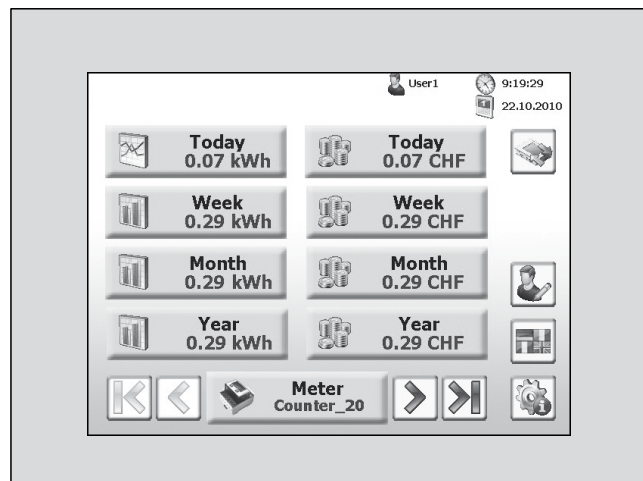 User1
9:19:29
22.10.2010
Today
0.07 kWh
Today
0.07 CHF
Week
0.29 kWh
Week
0.29 CHF
Month
0.29 kWh
Month
0.29 CHF
Year
0.29 kWh
Year
0.29 CHF
Meter
Counter_20